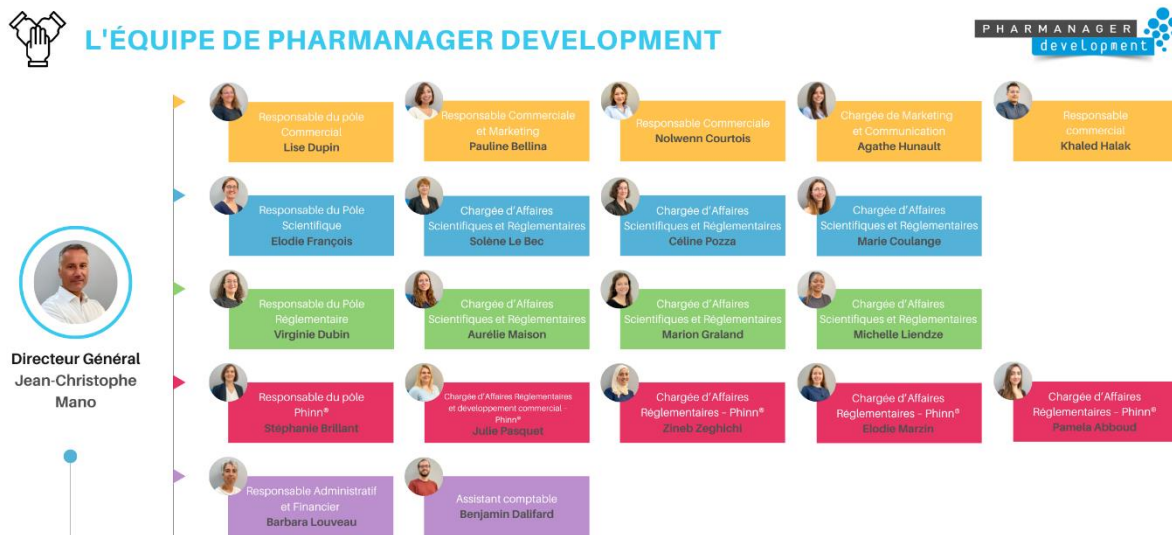 L'ÉQUIPE DE PHARMANAGER DEVELOPMENT
PHARMANAGER
development
Responsable du pôle
Commercial
Lise Dupin
Responsable Commerciale
et Marketing
Pauline Bellina
Responsable Commerciale
Nolwenn Courtois
Chargée de Marketing
et Communication
Agathe Hunault
Responsable
commercial
Khaled Halak
Responsable du Pôle
Scientifique
Elodie François
Chargée d'Affaires
Scientifiques et Réglementaires
Solène Le Bec
Chargée d'Affaires
Scientifiques et Réglementaires
Céline Pozza
Chargée d'Affaires
Scientifiques et Réglementaires
Marie Coulange
Directeur Général
Jean-Christophe
Mano
Responsable du Pôle
Réglementaire
Virginie Dubin
Chargée d'Affaires
Scientifiques et Réglementaires
Aurélie Maison
Chargée d'Affaires
Scientifiques et Réglementaires
Marion Graland
Chargée d'Affaires
Scientifiques et Réglementaires
Michelle Liendze
Responsable du pôle
Phinn®
Stéphanie Brillant
Chargée d'Affaires Réglementaires
et développement commercial –
Phinn®
Julie Pasquet
Chargée d'Affaires
Réglementaires – Phinn®
Zineb Zeghichi
Chargée d'Affaires
Réglementaires – Phinn®
Elodie Marzin
Chargée d'Affaires
Réglementaires – Phinn®
Pamela Abboud
Responsable Administratif
et Financier
Barbara Louveau
Assistant comptable
Benjamin Dalifard